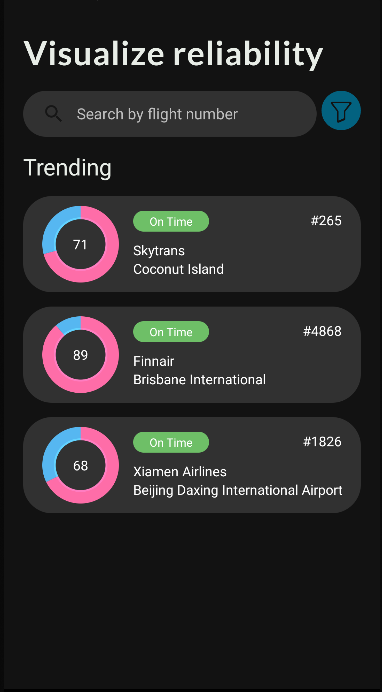 Visualize reliability
Search by flight number
Trending
71
On Time
#265
Skytrans
Coconut Island
89
On Time
#4868
Finnair
Brisbane International
68
On Time
#1826
Xiamen Airlines
Beijing Daxing International Airport